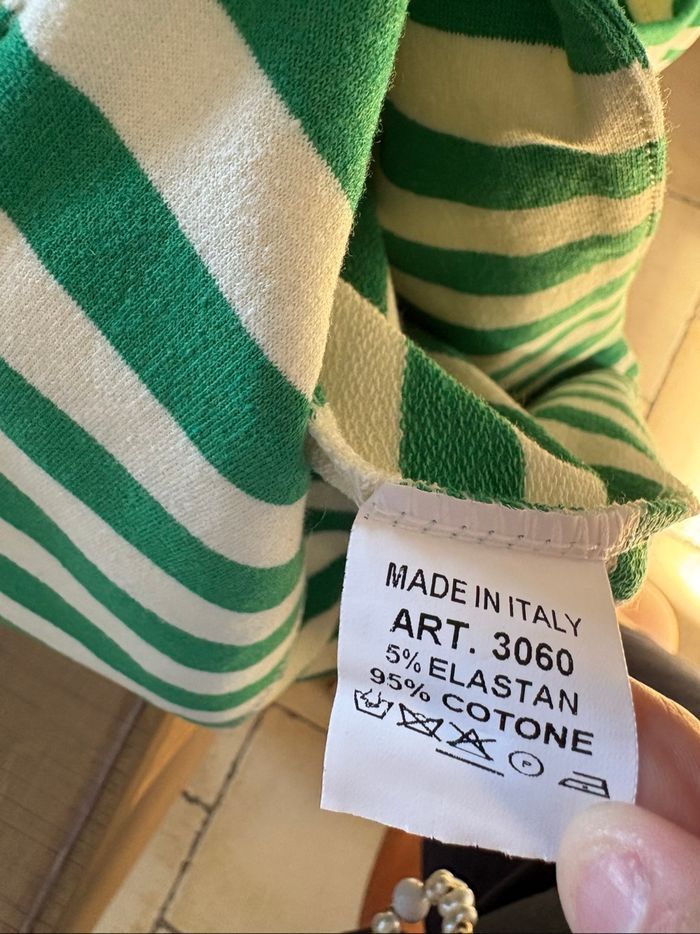 MADE IN ITALY
ART. 3060
5% ELASTAN
95% COTONE
P